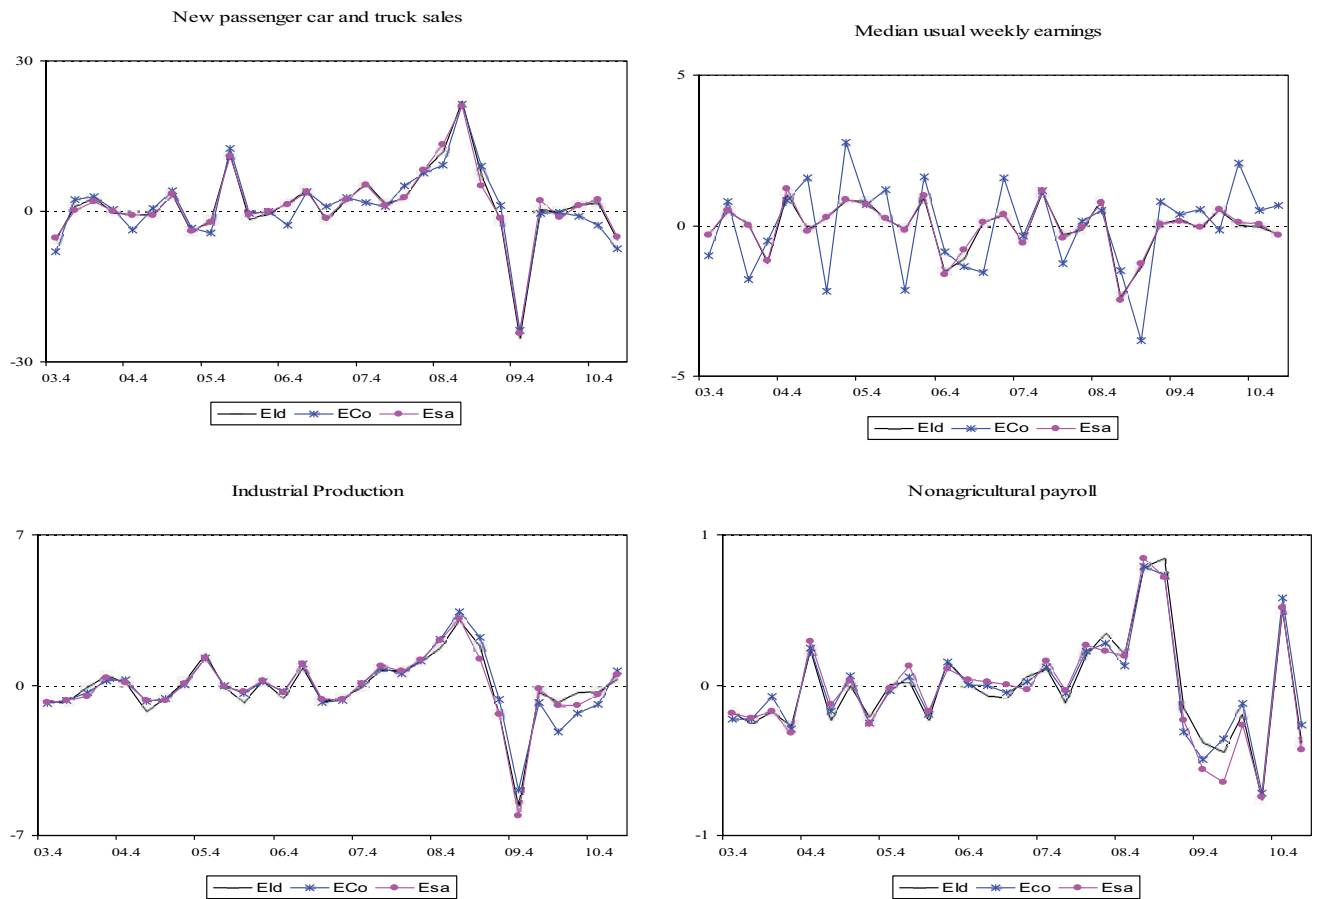 New passenger car and truck sales
30
0
-30
03.4 04.4 05.4 06.4 07.4 08.4 09.4 10.4
Eld ECo Esa
Median usual weekly earnings
5
0
-5
03.4 04.4 05.4 06.4 07.4 08.4 09.4 10.4
Eld ECo Esa
Industrial Production
7
0
-7
03.4 04.4 05.4 06.4 07.4 08.4 09.4 10.4
Eld ECo Esa
Nonagricultural payroll
1
0
-1
03.4 04.4 05.4 06.4 07.4 08.4 09.4 10.4
Eld Eco Esa